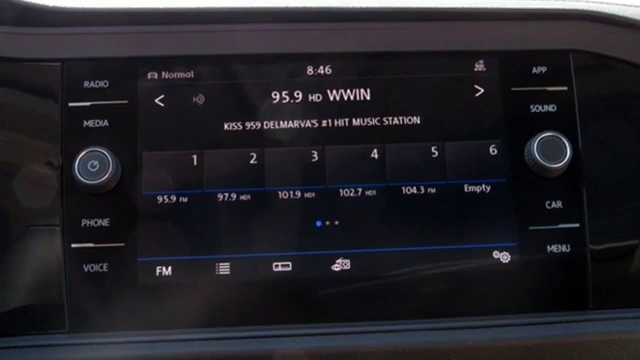 Normal
8:46
RADIO
APP
95.9 HD WWIN
KISS 959 DELMARVA'S #1 HIT MUSIC STATION
SOUND
MEDIA
1 2 3 4 5 6
95.9 FM 97.9 HD1 101.9 HD1 102.7 HD1 104.3 FM Empty
PHONE
CAR
VOICE
MENU
FM